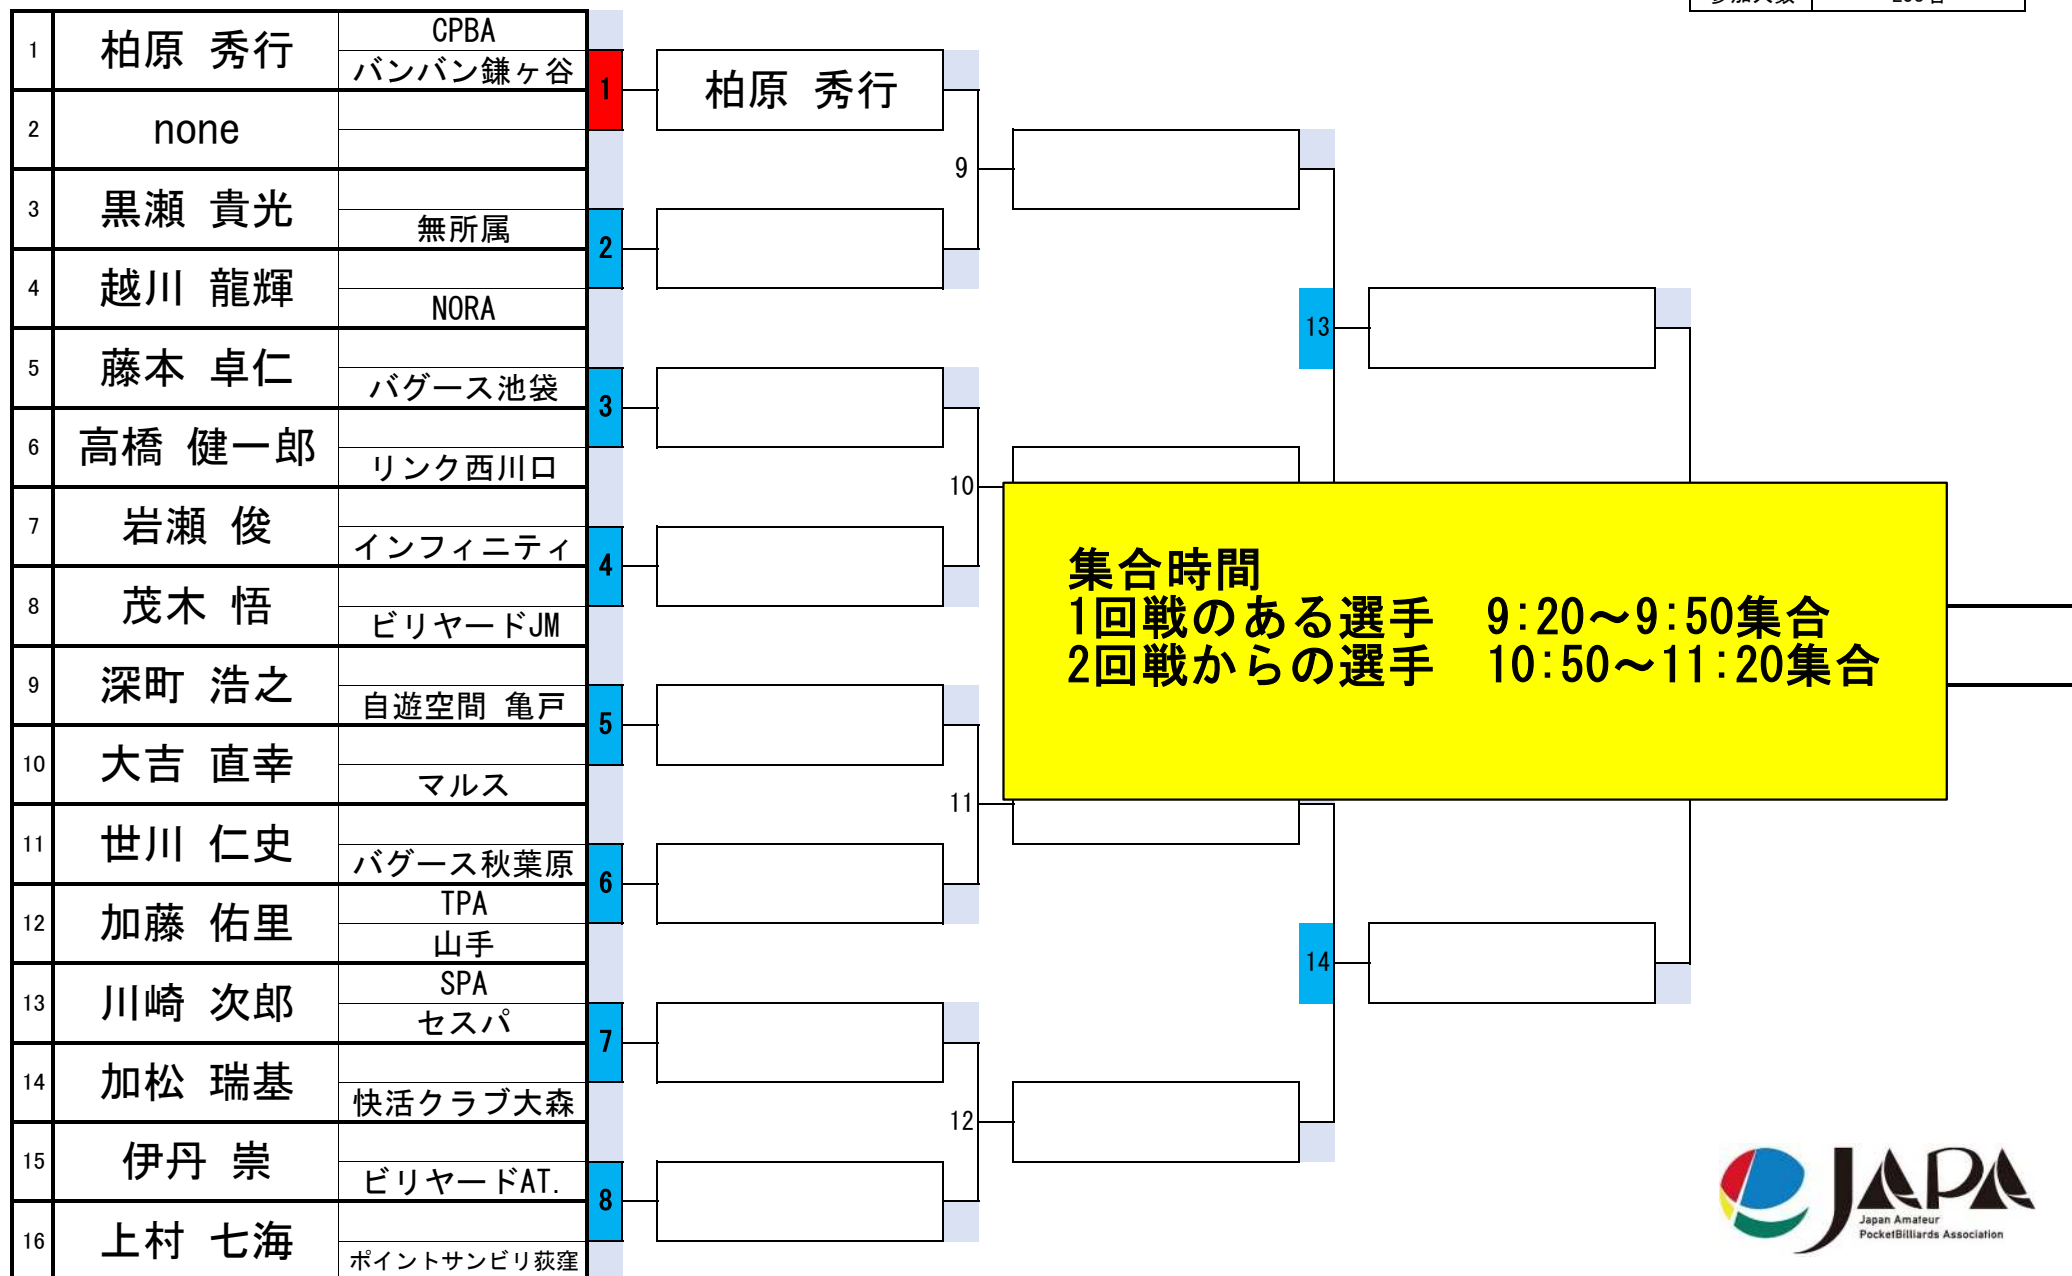 1 柏原 秀行 CPBA
バンバン鎌ヶ谷
2 none
3 黒瀬 貴光
無所属
4 越川 龍輝
NORA
5 藤本 卓仁
バグース池袋
6 高橋 健一郎
リンク西川口
7 岩瀬 俊
インフィニティ
8 茂木 悟
ビリヤードJM
9 深町 浩之
自遊空間 亀戸
10 大吉 直幸
マルス
11 世川 仁史
バグース秋葉原
12 加藤 佑里 TPA
山手
13 川崎 次郎 SPA
セスパ
14 加松 瑞基
快活クラブ大森
15 伊丹 崇
ビリヤードAT.
16 上村 七海
ポイントサンビリ荻窪
1
2
3
4
5
6
7
8
柏原 秀行
9
10
11
12
13
14
集合時間
1回戦のある選手 9:20～9:50集合
2回戦からの選手 10:50～11:20集合
JAPA
Japan Amateur
PocketBilliards Association